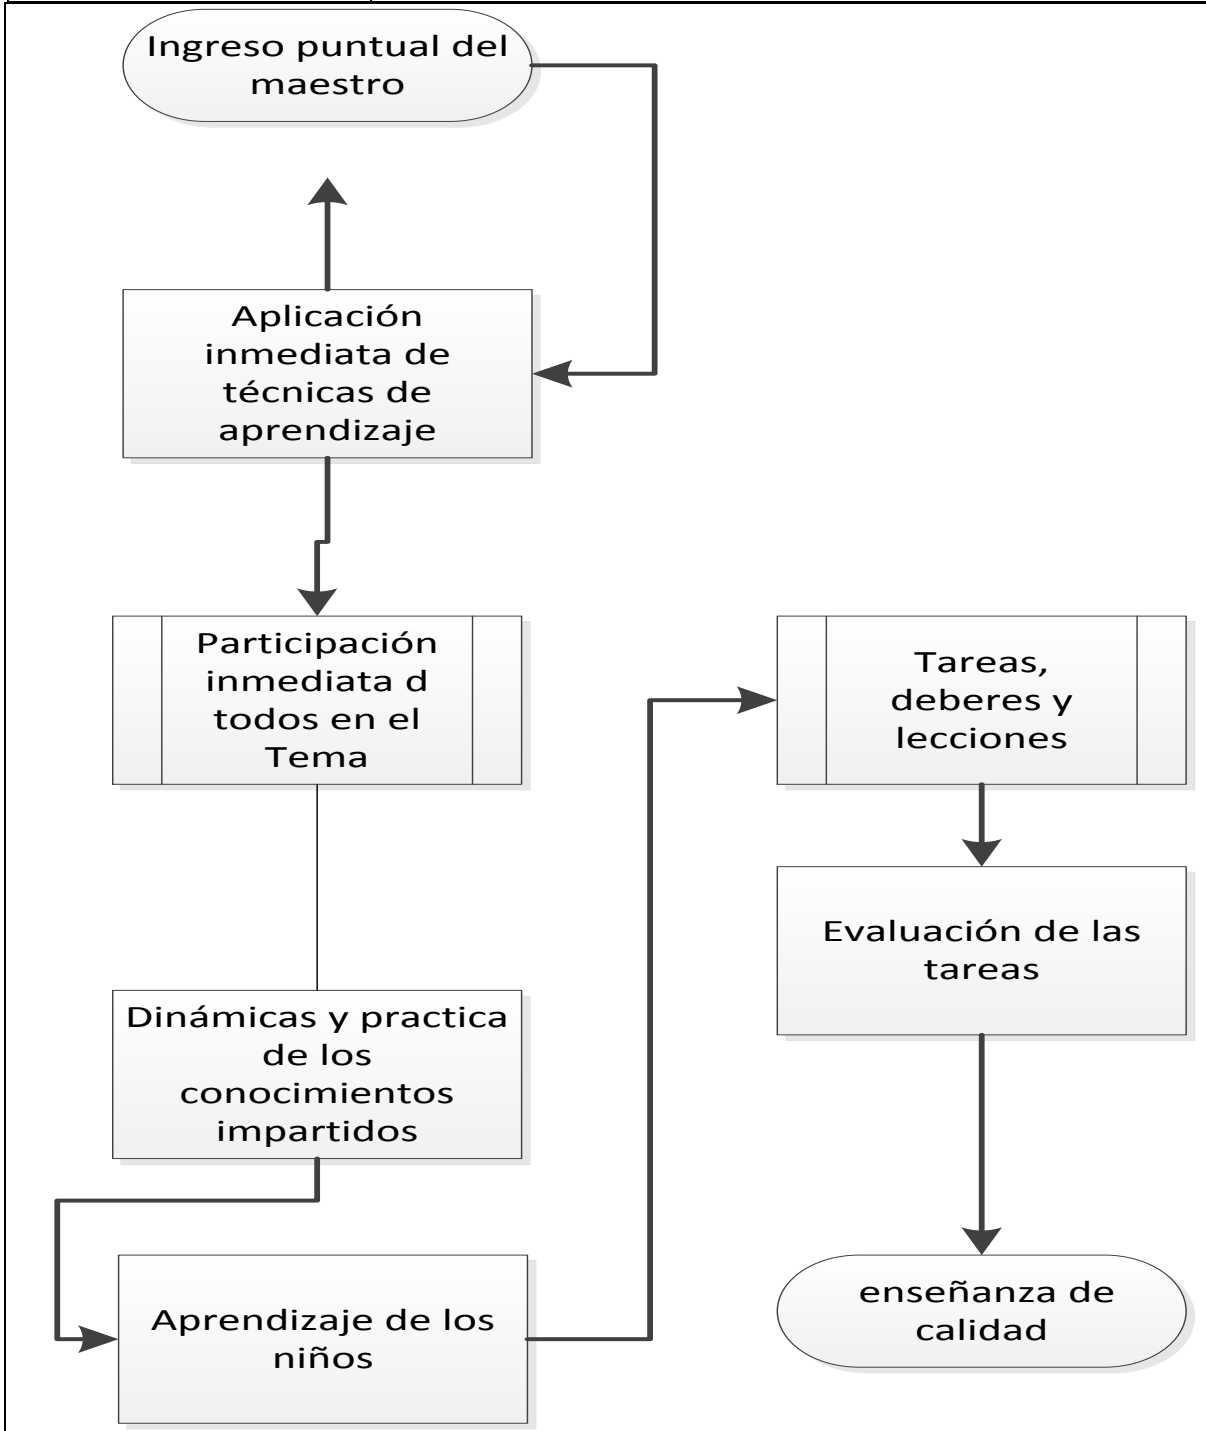 Ingreso puntual del
maestro
Aplicación
inmediata de
técnicas de
aprendizaje
Participación
inmediata d
todos en el
Tema
Dinámicas y practica
de los
conocimientos
impartidos
Aprendizaje de los
niños
Tareas,
deberes y
lecciones
Evaluación de las
tareas
enseñanza de
calidad